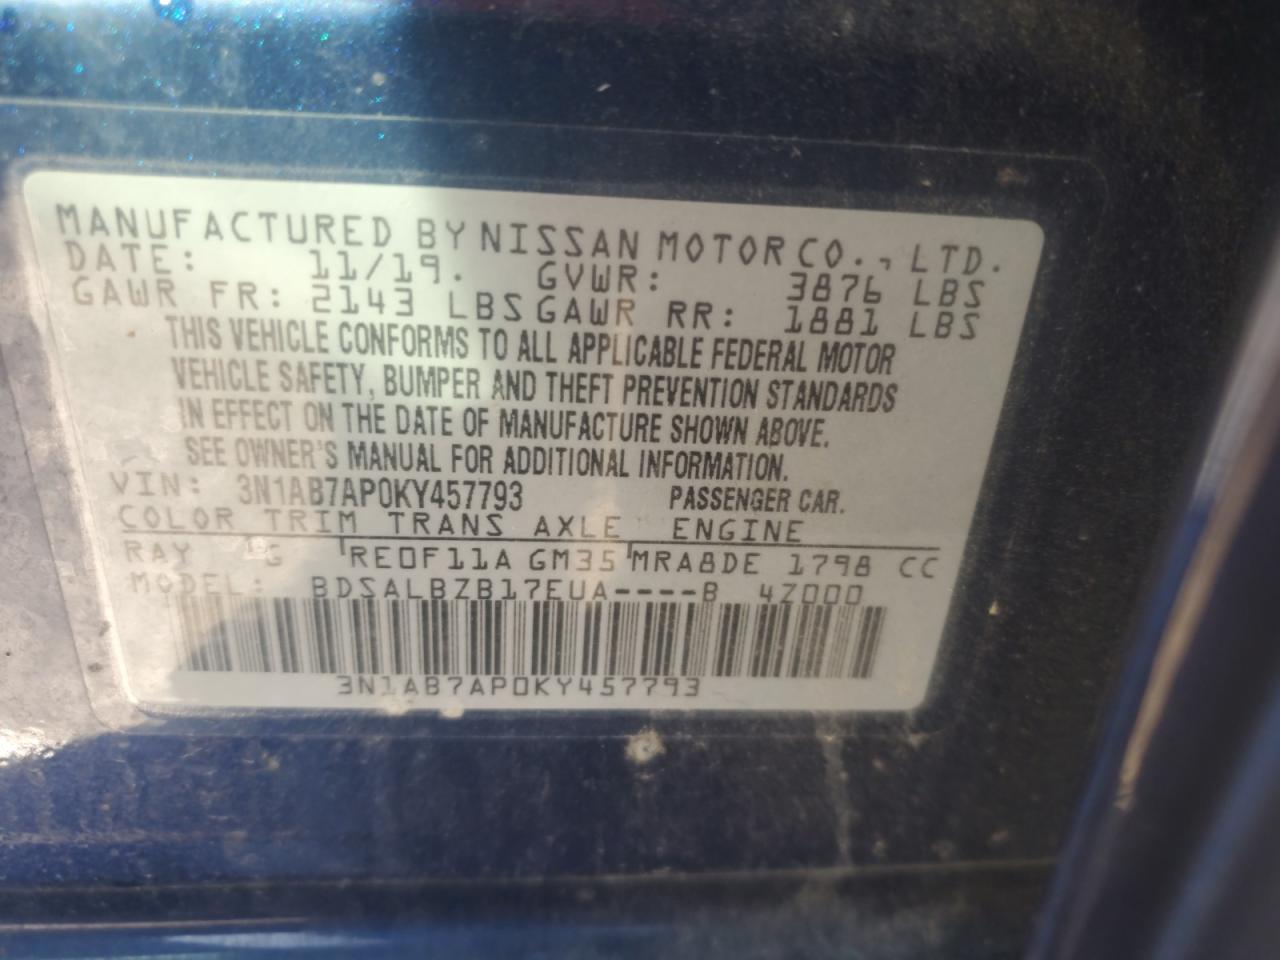 MANUFACTURED BY NISSAN MOTOR CO., LTD.
DATE: 11/19. GVWR: 3876 LBS
GAWR FR: 2143 LBS GAWR RR: 1881 LBS
THIS VEHICLE CONFORMS TO ALL APPLICABLE FEDERAL MOTOR
VEHICLE SAFETY, BUMPER AND THEFT PREVENTION STANDARDS
IN EFFECT ON THE DATE OF MANUFACTURE SHOWN ABOVE.
SEE OWNER'S MANUAL FOR ADDITIONAL INFORMATION.
VIN: 3N1AB7AP0KY457793 PASSENGER CAR.
COLOR TRIM TRANS AXLE ENGINE
RAY G RE0F11A GM35 MRA8DE 1798 CC
MODEL: BDSALBZB17EUA----B 4Z000
3N1AB7AP0KY457793